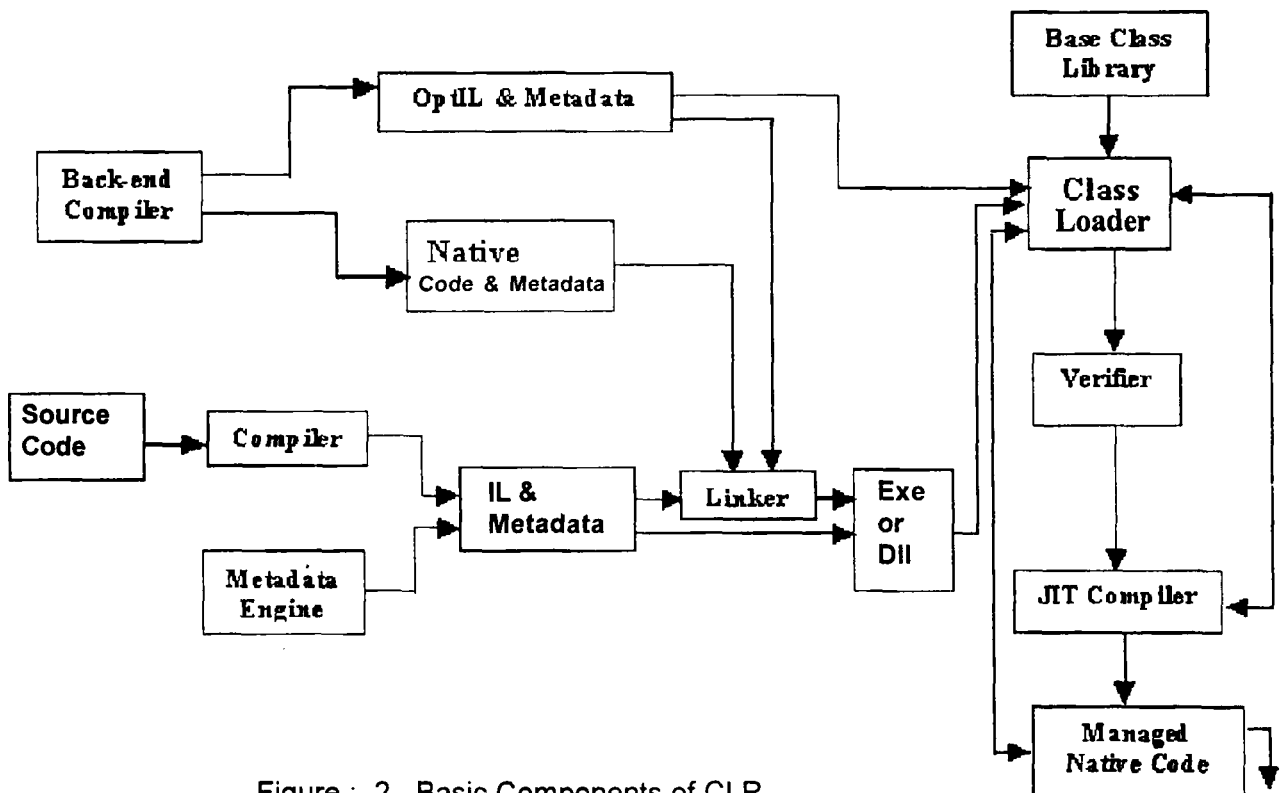 Base Class
Library
OptIL & Metadata
Back-end
Compiler
Class
Loader
Native
Code & Metadata
Verifier
Source
Code
Compiler
IL &
Metadata
Linker
Exe
or
Dll
Metadata
Engine
JIT Compiler
Managed
Native Code
Figure : 2 Basic Components of CLR